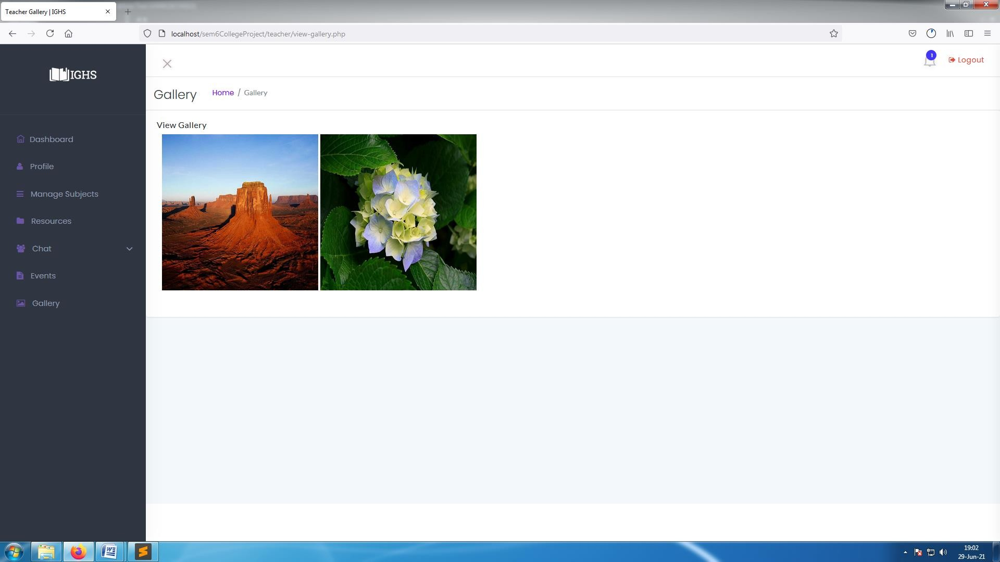 Teacher Gallery | IGHS
localhost/sem6CollegeProject/teacher/view-gallery.php
IGHS
1
Logout
Gallery
Home / Gallery
View Gallery
Dashboard
Profile
Manage Subjects
Resources
Chat
Events
Gallery
19:02
29-Jun-21